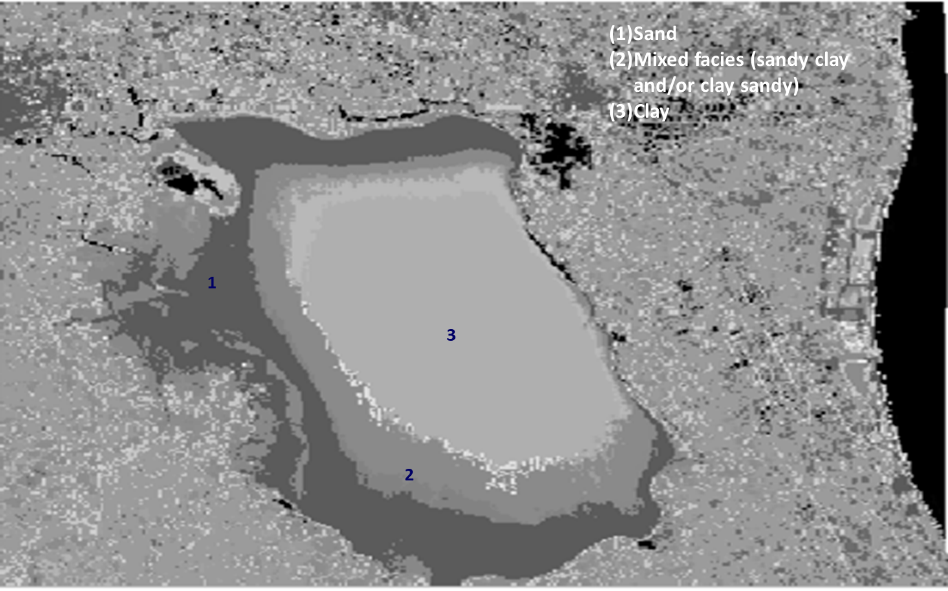 (1)Sand
(2)Mixed facies (sandy clay
and/or clay sandy)
(3)Clay
1
3
2